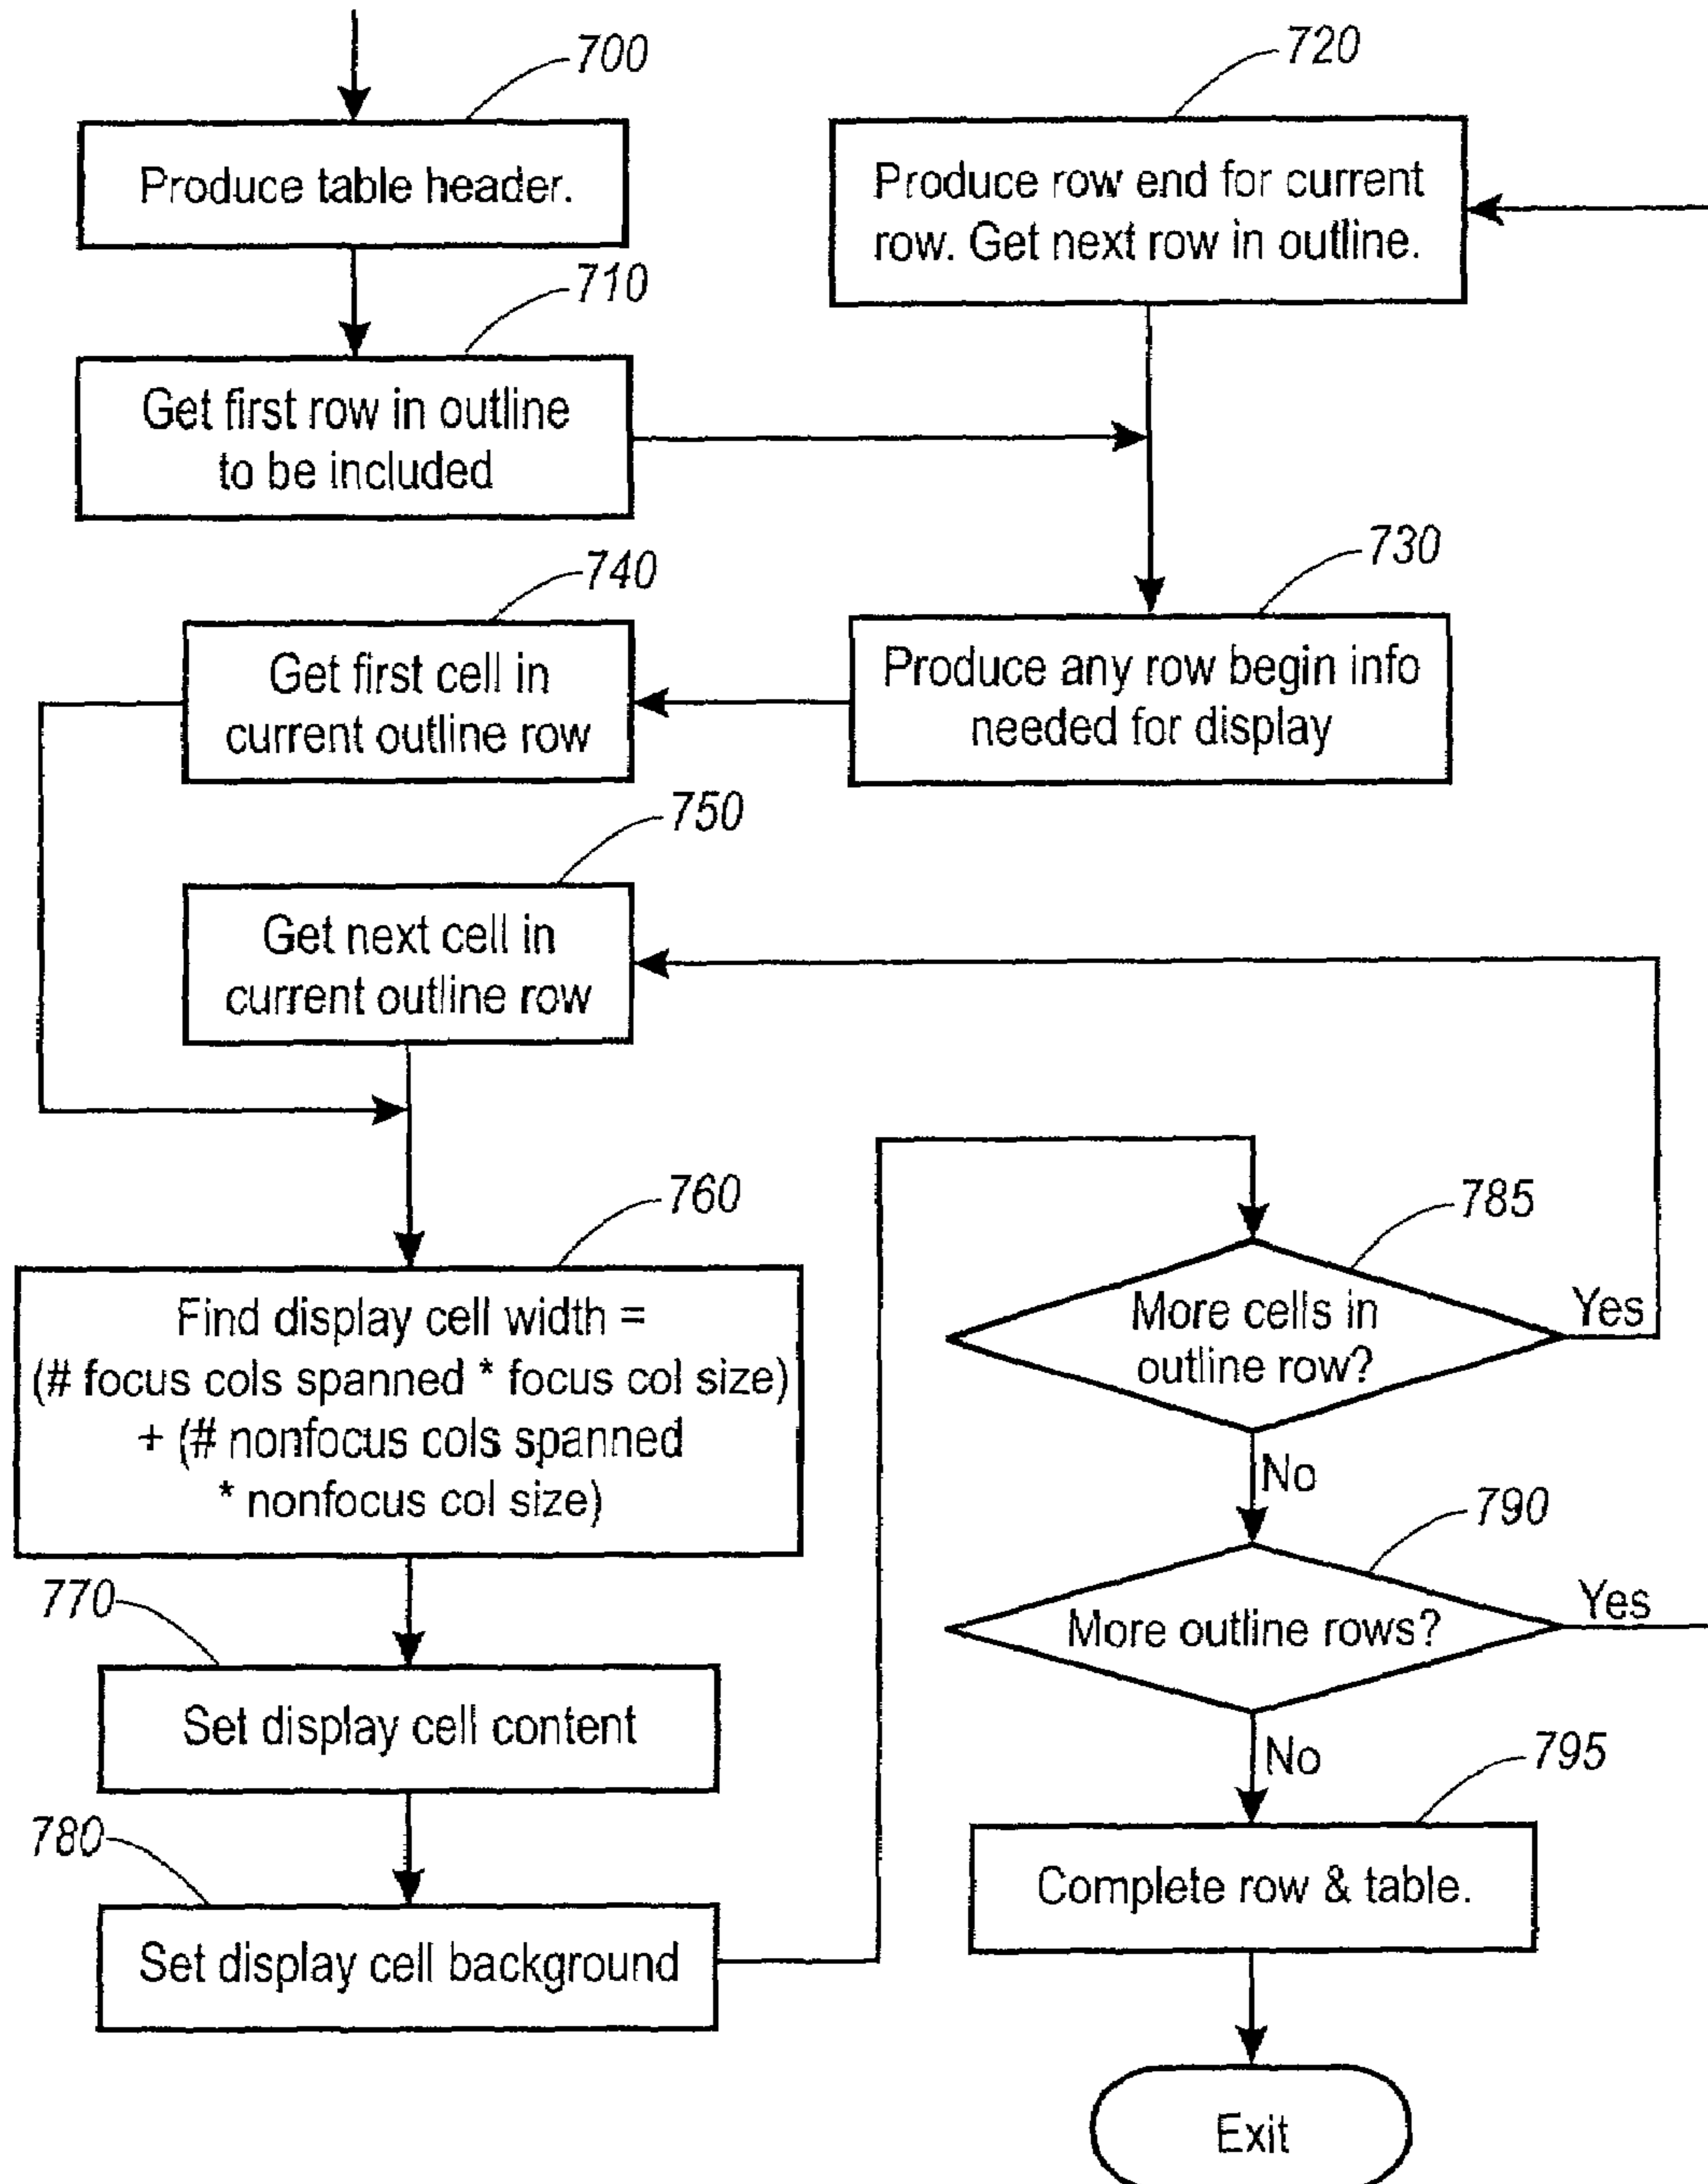 700
Produce table header.
710
Get first row in outline
to be included
720
Produce row end for current
row. Get next row in outline.
730
Produce any row begin info
needed for display
740
Get first cell in
current outline row
750
Get next cell in
current outline row
760
Find display cell width =
(# focus cols spanned * focus col size)
+ (# nonfocus cols spanned
* nonfocus col size)
770
Set display cell content
780
Set display cell background
785
More cells in
outline row?
Yes
No
790
More outline rows?
Yes
No
795
Complete row & table.
Exit